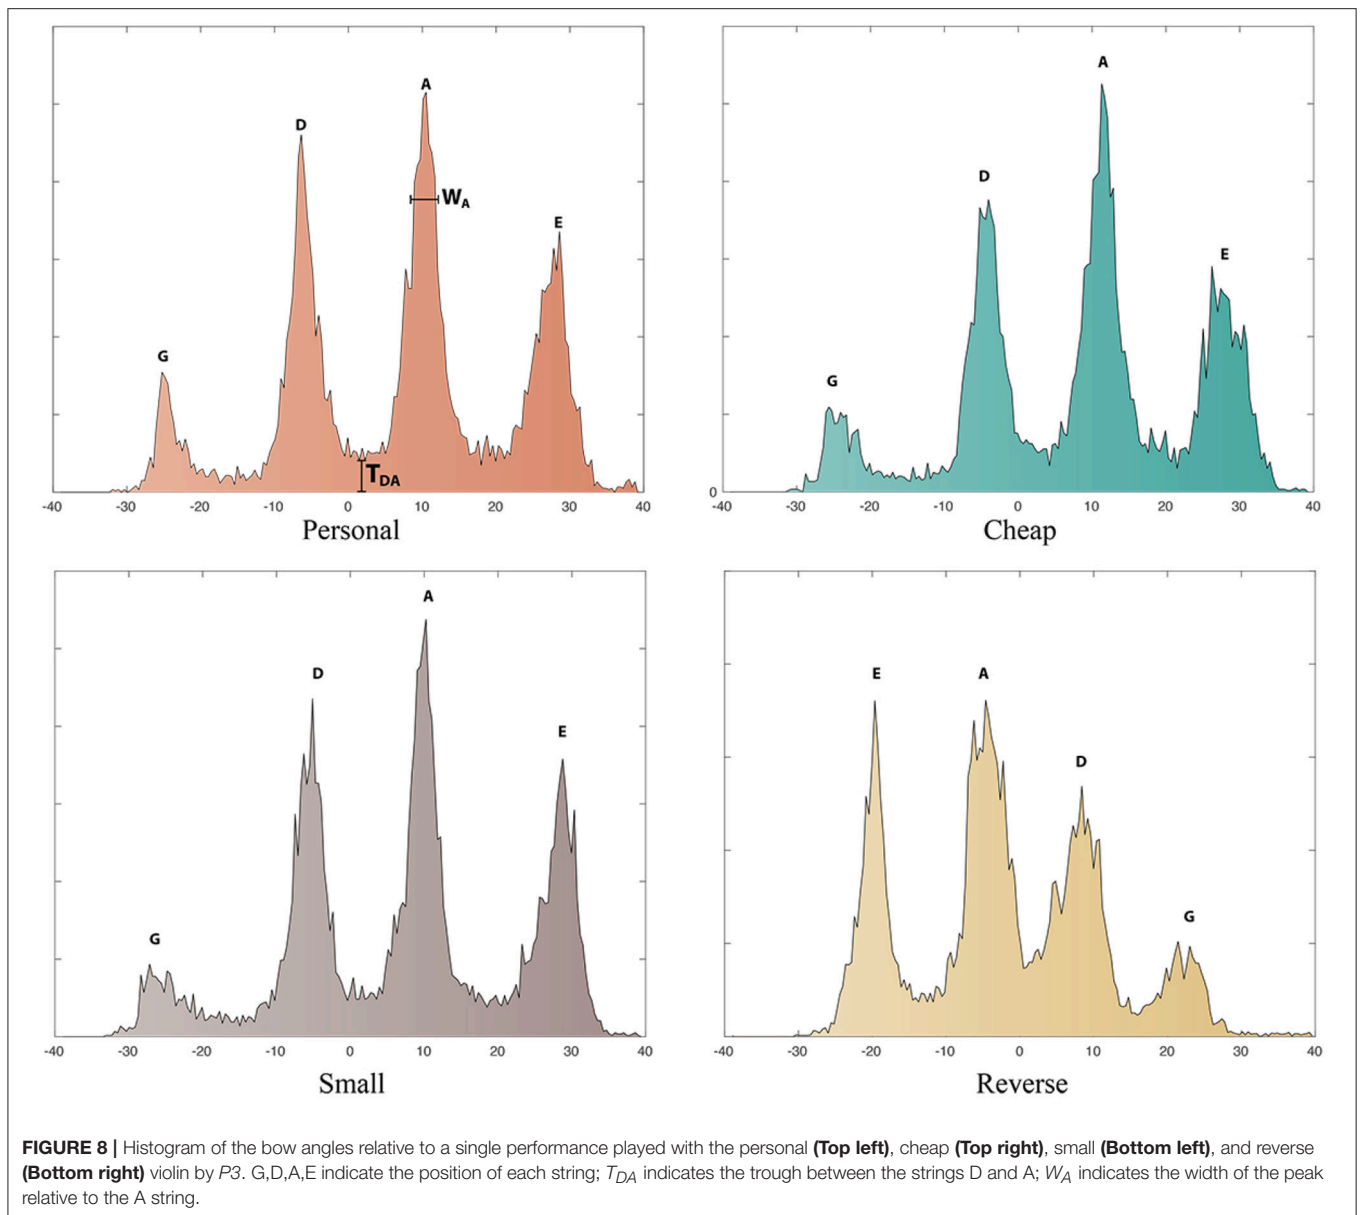 A
D
W_A
E
G
T_DA
-40 -30 -20 -10 0 10 20 30 40
Personal
A
D
E
G
0
-40 -30 -20 -10 0 10 20 30 40
Cheap
A
D
E
G
-40 -30 -20 -10 0 10 20 30 40
Small
E A
D
G
-40 -30 -20 -10 0 10 20 30 40
Reverse
FIGURE 8 | Histogram of the bow angles relative to a single performance played with the personal (Top left), cheap (Top right), small (Bottom left), and reverse
(Bottom right) violin by P3. G,D,A,E indicate the position of each string; T_DA indicates the trough between the strings D and A; W_A indicates the width of the peak
relative to the A string.